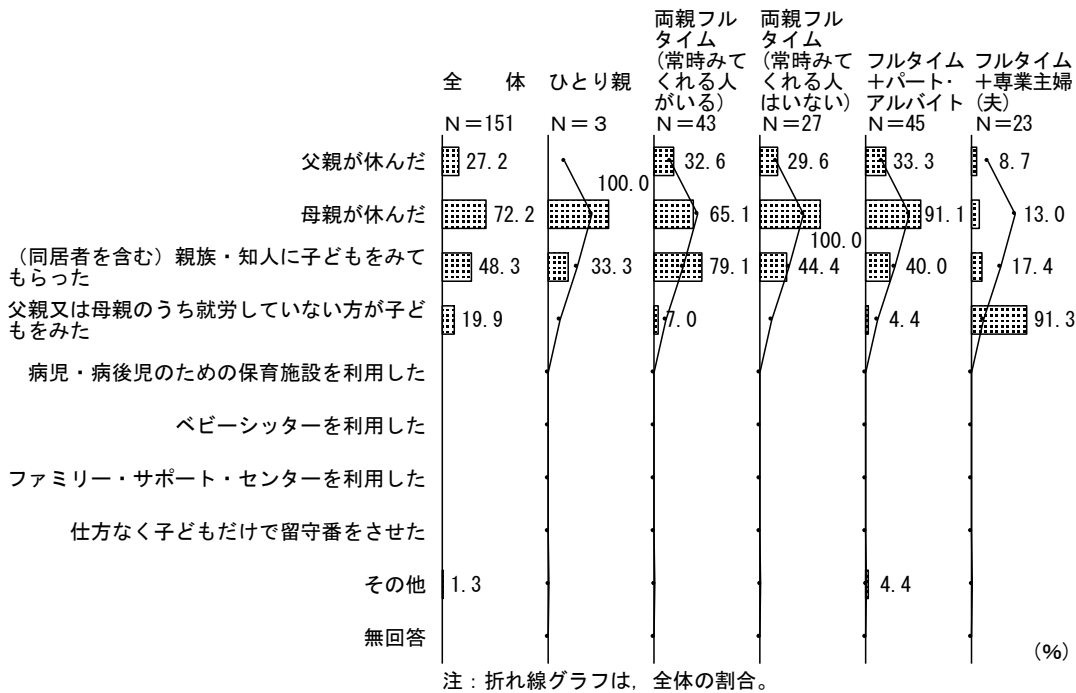 全　体
ひとり親
両親フル
タイム
（常時みて
くれる人
がいる）
両親フル
タイム
（常時みて
くれる人
はいない）
フルタイム
＋パート・
アルバイト
フルタイム
＋専業主婦
（夫）
Ｎ＝151
Ｎ＝３
Ｎ＝43
Ｎ＝27
Ｎ＝45
Ｎ＝23
父親が休んだ
27.2
32.6
29.6
33.3
8.7
母親が休んだ
72.2
100.0
65.1
100.0
91.1
13.0
（同居者を含む）親族・知人に子どもをみて
もらった
48.3
33.3
79.1
44.4
40.0
17.4
父親又は母親のうち就労していない方が子ど
もをみた
19.9
7.0
4.4
91.3
病児・病後児のための保育施設を利用した
ベビーシッターを利用した
ファミリー・サポート・センターを利用した
仕方なく子どもだけで留守番をさせた
その他
1.3
4.4
無回答
（%）
注：折れ線グラフは，全体の割合。